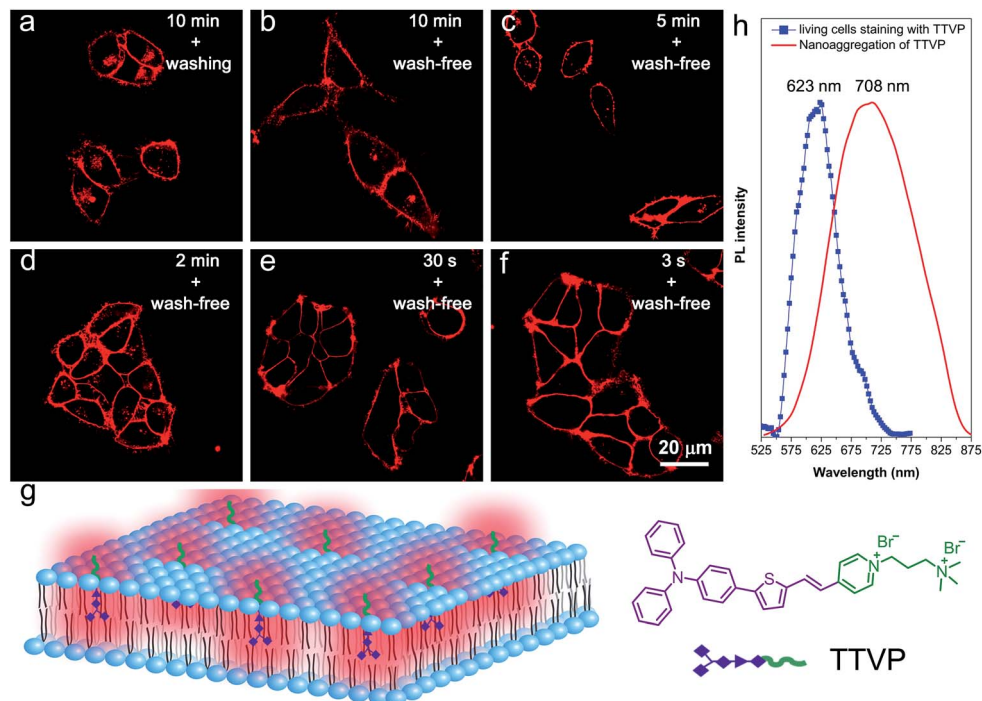 a
10 min
+
washing
b
10 min
+
wash-free
c
5 min
+
wash-free
d
2 min
+
wash-free
e
30 s
+
wash-free
f
3 s
+
wash-free
20 μm
h
living cells staining with TTVP
Nanoaggregation of TTVP
623 nm
708 nm
PL intensity
525 575 625 675 725 775 825 875
Wavelength (nm)
g
N
S
N
+
Br⁻
N
+
Br⁻
TTVP